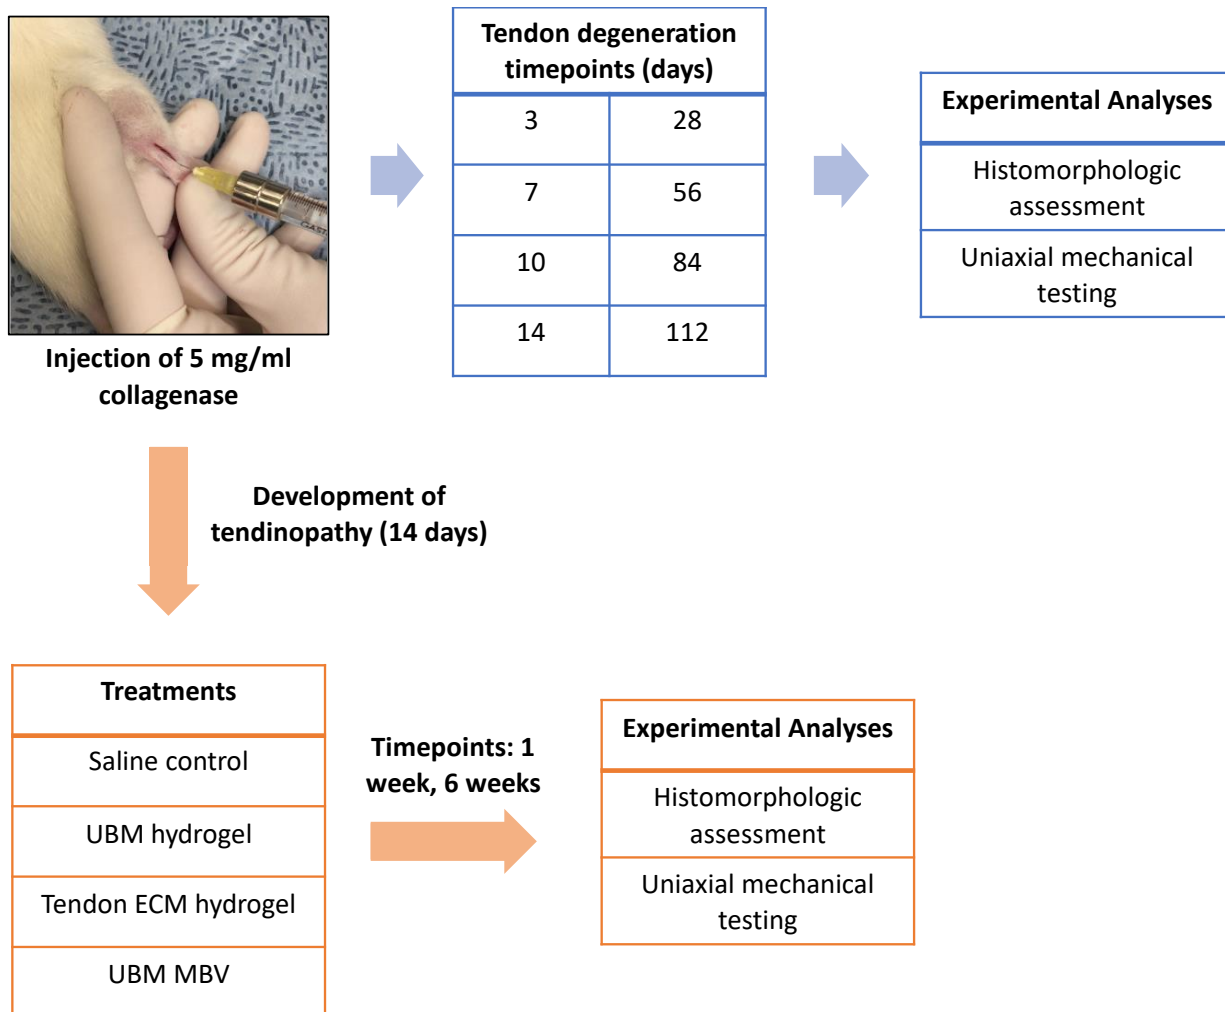 Tendon degeneration
timepoints (days)
3 28
7 56
10 84
14 112
Experimental Analyses
Histomorphologic
assessment
Uniaxial mechanical
testing
Injection of 5 mg/ml
collagenase
Development of
tendinopathy (14 days)
Treatments
Saline control
UBM hydrogel
Tendon ECM hydrogel
UBM MBV
Timepoints: 1
week, 6 weeks
Experimental Analyses
Histomorphologic
assessment
Uniaxial mechanical
testing